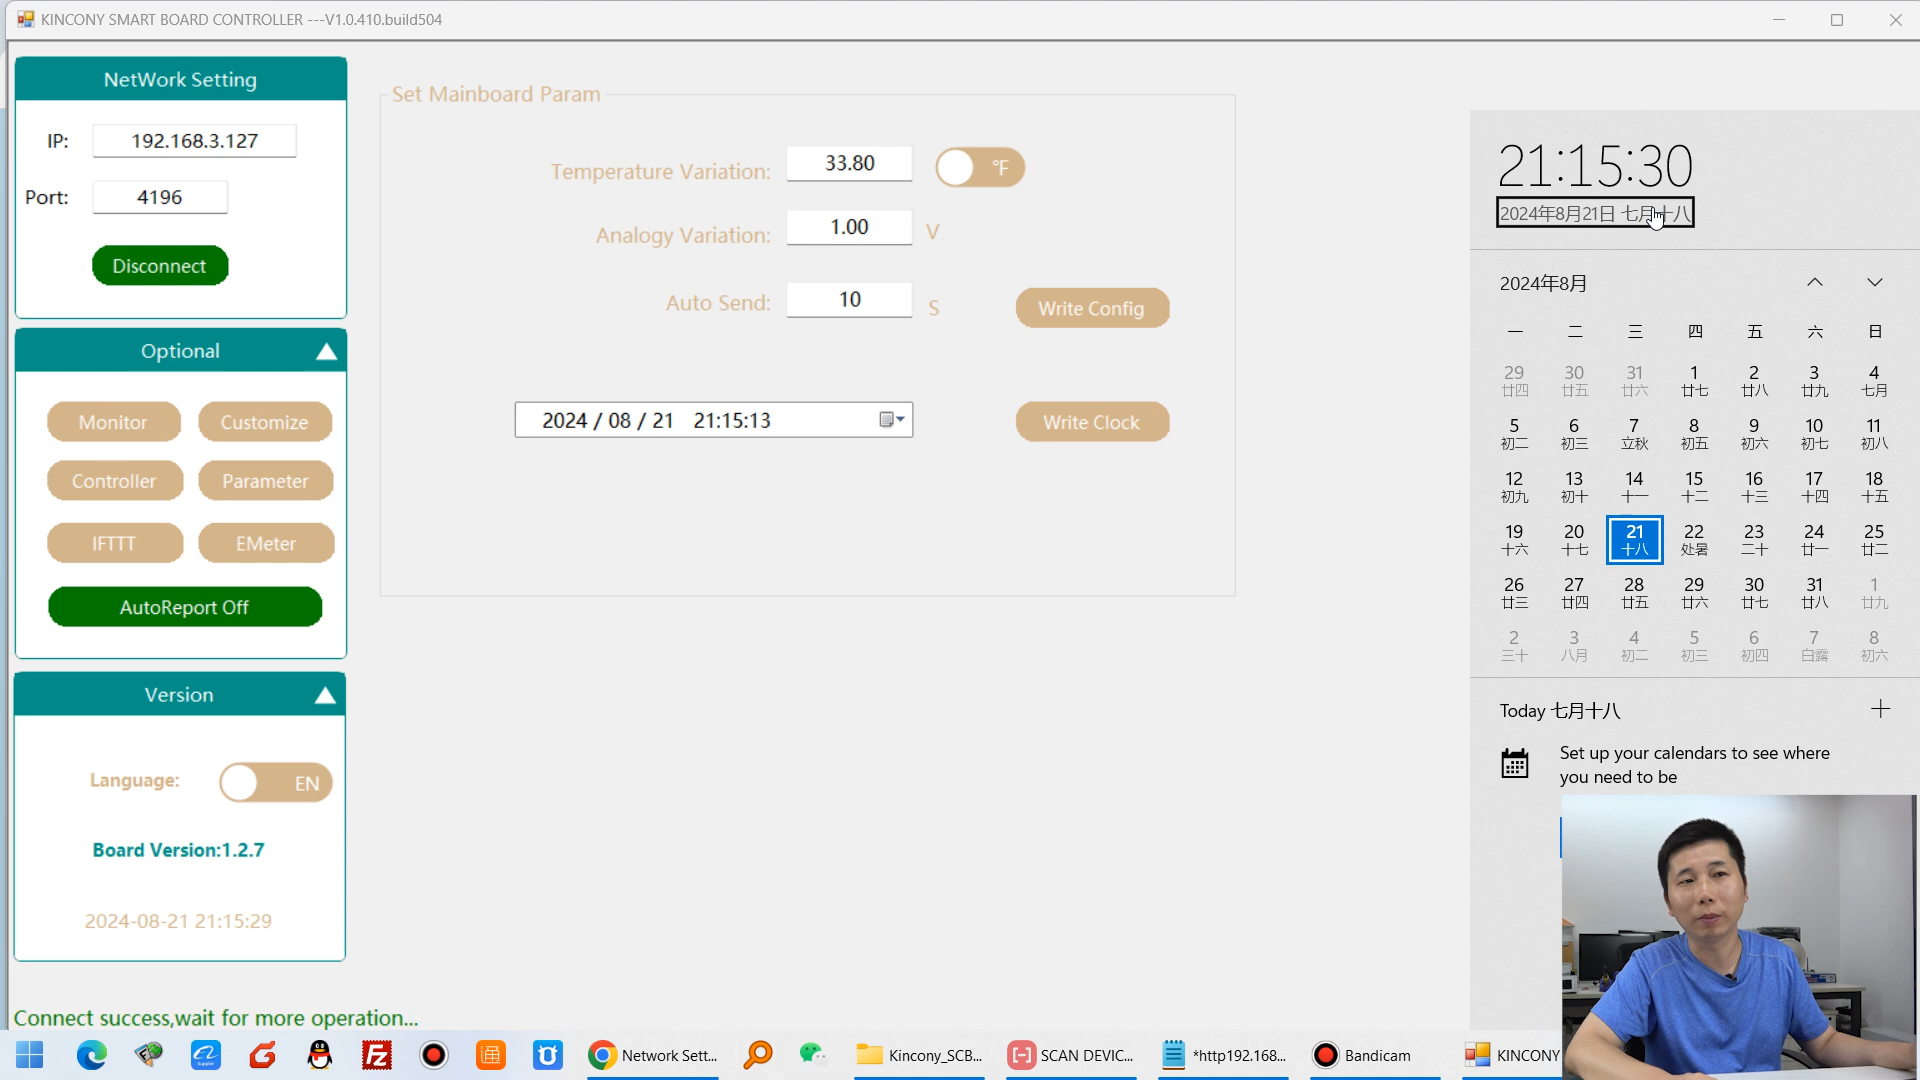 KINCONY SMART BOARD CONTROLLER ---V1.0.410.build504
NetWork Setting
IP: 192.168.3.127
Port: 4196
Disconnect
Optional
Monitor Customize
Controller Parameter
IFTTT EMeter
AutoReport Off
Version
Language: EN
Board Version:1.2.7
2024-08-21 21:15:29
Connect success,wait for more operation...
Set Mainboard Param
Temperature Variation: 33.80 °F
Analogy Variation: 1.00 V
Auto Send: 10 S
Write Config
2024 / 08 / 21 21:15:13
Write Clock
21:15:30
2024年8月21日 七月十八
2024年8月
一 二 三 四 五 六 日
29 30 31 1 2 3 4
廿四 廿五 廿六 廿七 廿八 廿九 七月
5 6 7 8 9 10 11
初二 初三 立秋 初五 初六 初七 初八
12 13 14 15 16 17 18
初九 初十 十一 十二 十三 十四 十五
19 20 21 22 23 24 25
十六 十七 十八 处暑 二十 廿一 廿二
26 27 28 29 30 31 1
廿三 廿四 廿五 廿六 廿七 廿八 廿九
2 3 4 5 6 7 8
三十 八月 初二 初三 初四 白露 初六
Today 七月十八
Set up your calendars to see where
you need to be
Network Sett... Kincony_SCB... SCAN DEVIC... *http192.168... Bandicam KINCONY